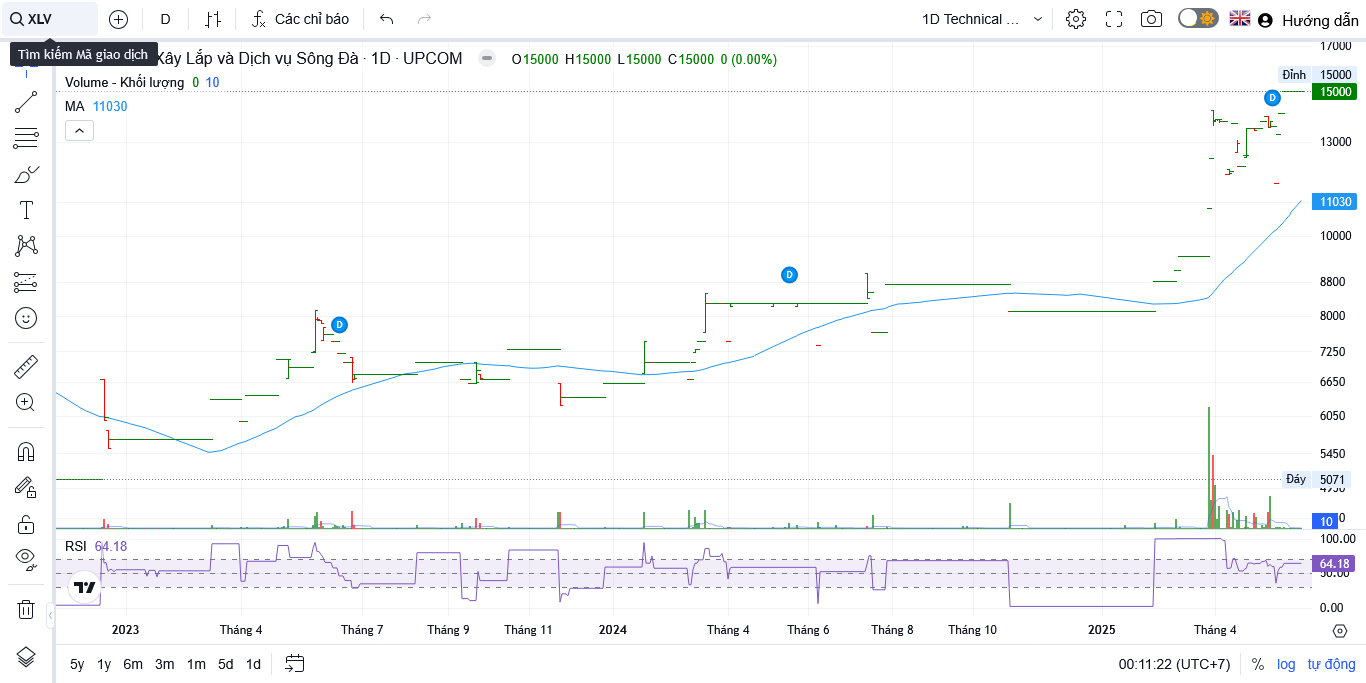 XLV
D
Các chỉ báo
1D Technical ...
Hướng dẫn
Tìm kiếm Mã giao dịch
Xây Lắp và Dịch vụ Sông Đà · 1D · UPCOM
O15000 H15000 L15000 C15000 0 (0.00%)
Volume - Khối lượng 0 10
MA 11030
17000
Đỉnh 15000
15000
13000
11030
10000
8800
8000
7250
6650
6050
5450
Đáy 5071
10
D
D
D
RSI 64.18
100.00
64.18
50.00
0.00
2023 Tháng 4 Tháng 7 Tháng 9 Tháng 11 2024 Tháng 4 Tháng 6 Tháng 8 Tháng 10 2025 Tháng 4
5y 1y 6m 3m 1m 5d 1d
00:11:22 (UTC+7) % log tự động